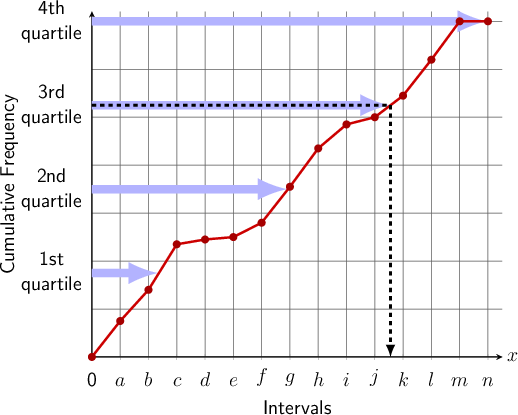 Cumulative Frequency
4th
quartile
3rd
quartile
2nd
quartile
1st
quartile
0 a b c d e f g h i j k l m n x
Intervals